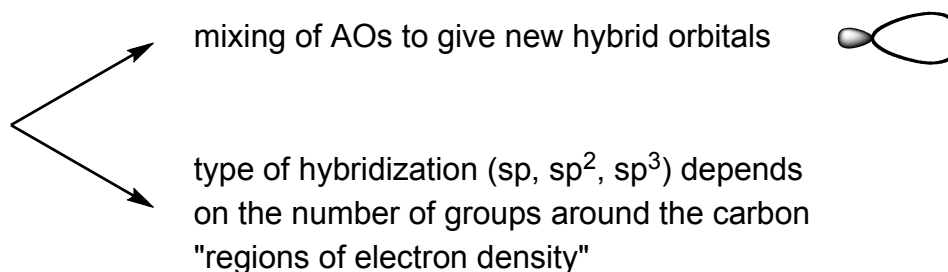 mixing of AOs to give new hybrid orbitals
type of hybridization (sp, sp², sp³) depends
on the number of groups around the carbon
"regions of electron density"